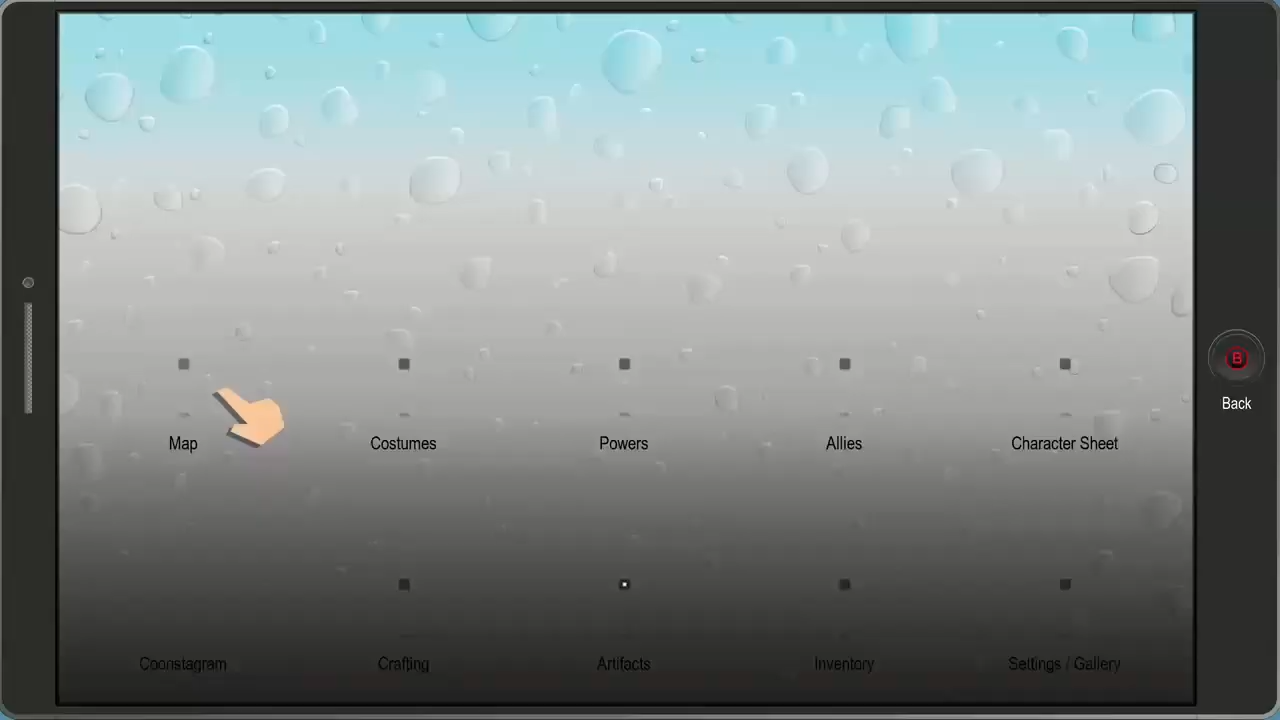 B
Back
Map
Costumes
Powers
Allies
Character Sheet
Coonstagram
Crafting
Artifacts
Inventory
Settings / Gallery